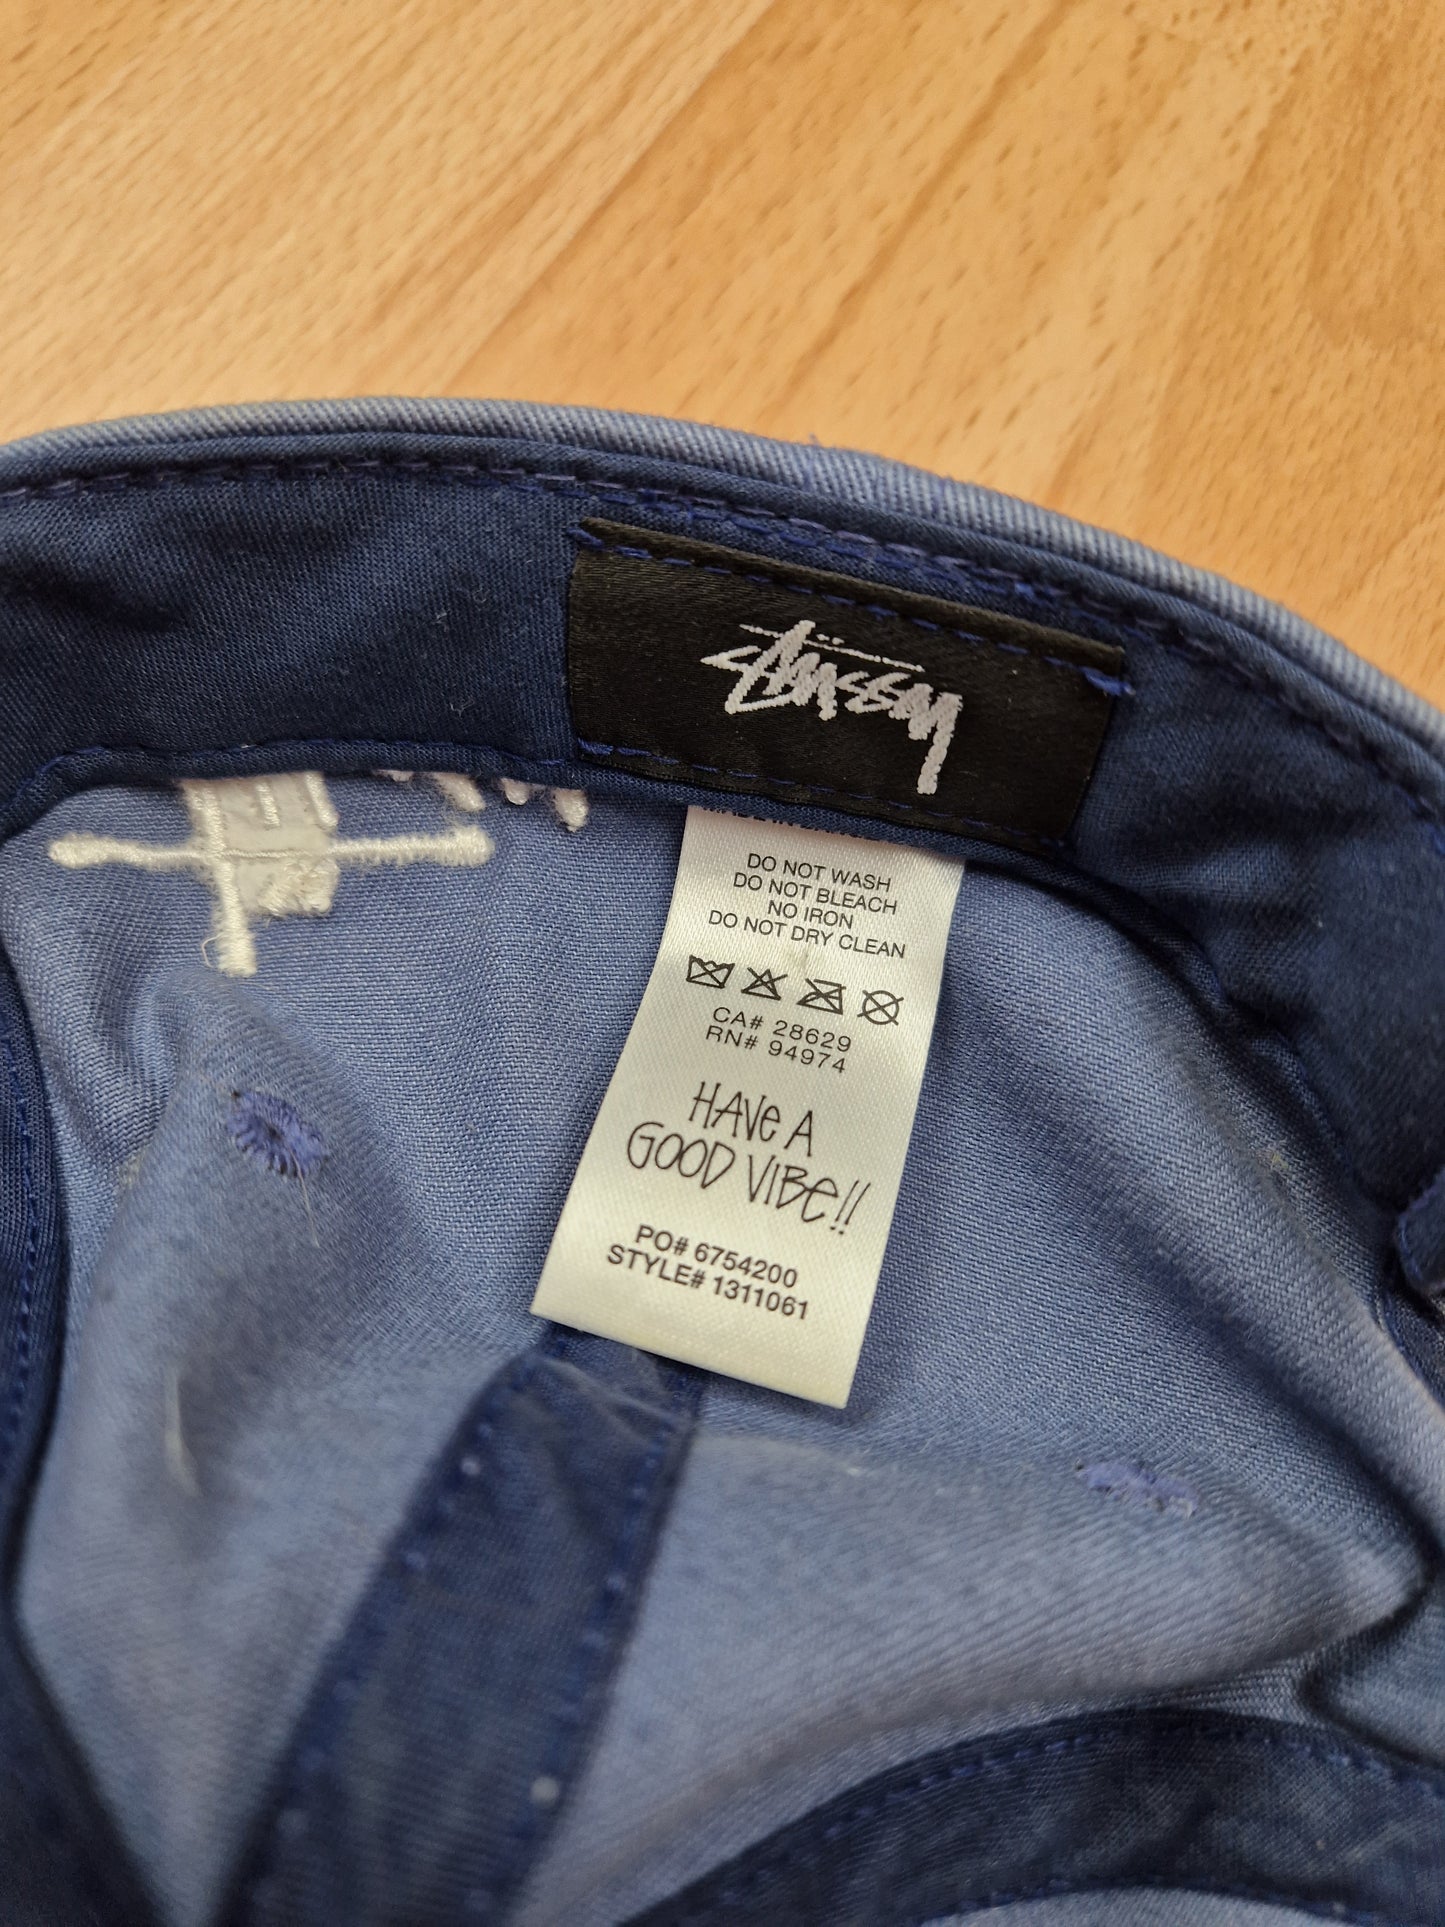 Stüssy
DO NOT WASH
DO NOT BLEACH
NO IRON
DO NOT DRY CLEAN
CA# 28629
RN# 94974
HAVE A
GOOD VIBE!!
PO# 6754200
STYLE# 1311061